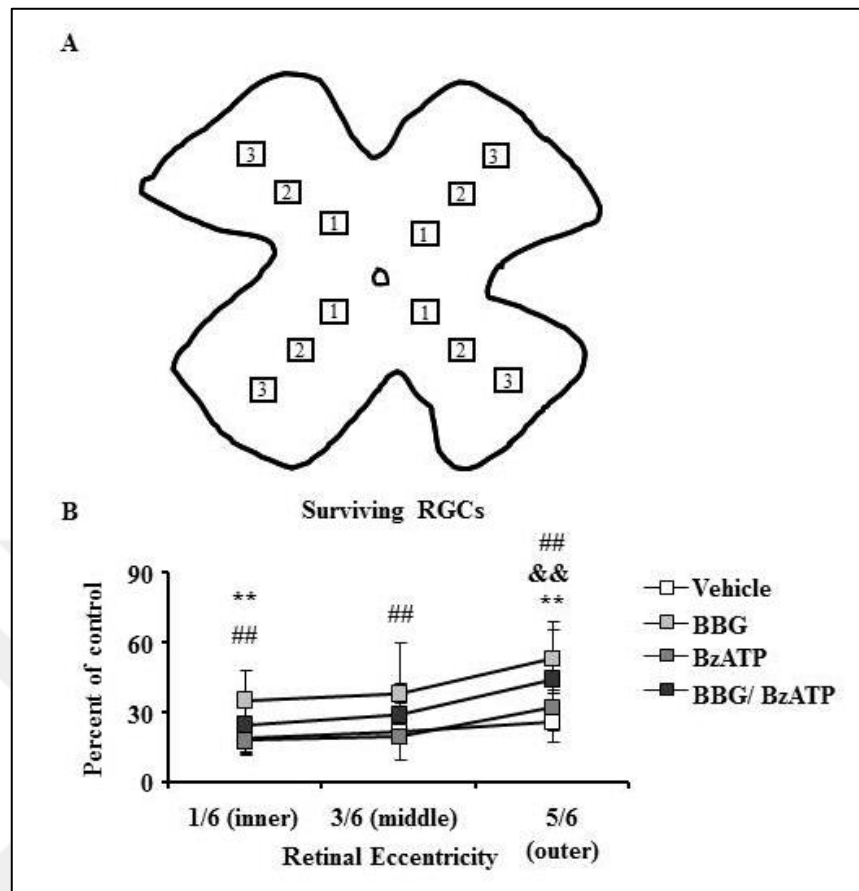 A
3 3
2 2
1 1
1 1
2 2
3 3
B Surviving RGCs
##
&&
** ## **
##
Percent of control
90
60
30
0
1/6 (inner) 3/6 (middle) 5/6 (outer)
Retinal Eccentricity
Vehicle
BBG
BzATP
BBG/ BzATP